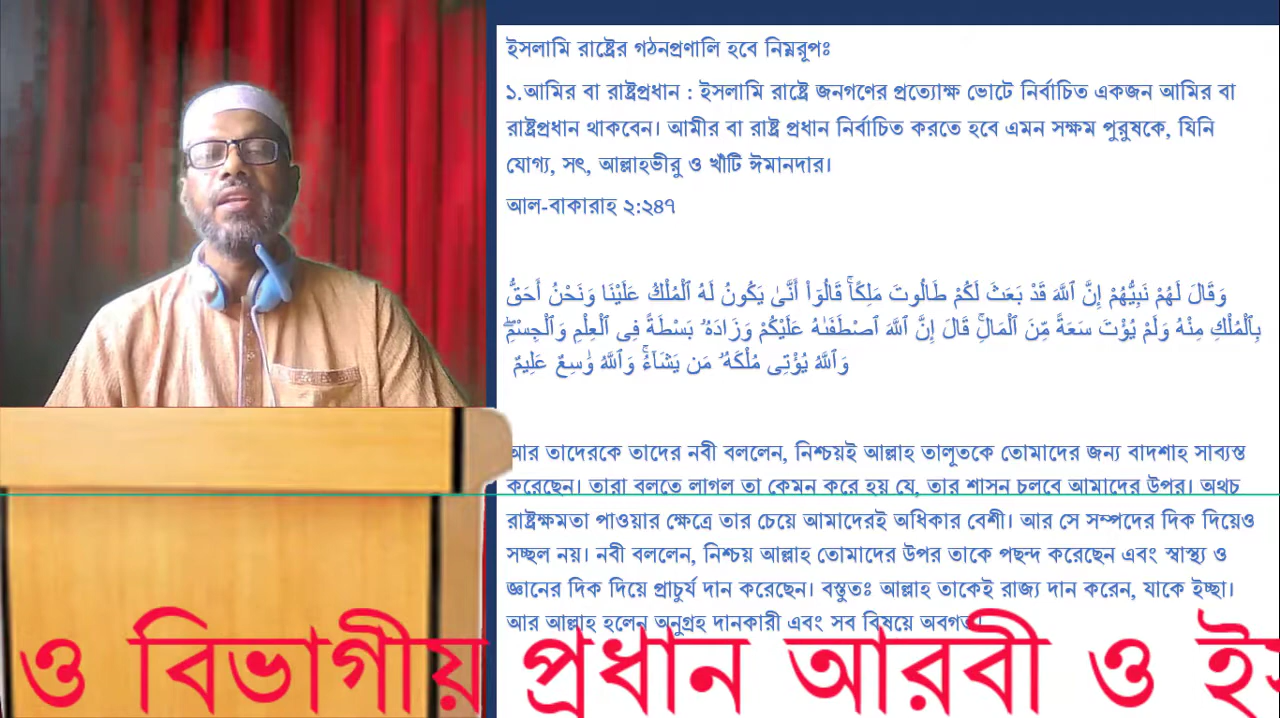 ইসলামি রাষ্ট্রের গঠনপ্রণালি হবে নিম্নরূপঃ
১.আমির বা রাষ্ট্রপ্রধান : ইসলামি রাষ্ট্রে জনগণের প্রত্যোক্ষ ভোটে নির্বাচিত একজন আমির বা
রাষ্ট্রপ্রধান থাকবেন। আমীর বা রাষ্ট্র প্রধান নির্বাচিত করতে হবে এমন সক্ষম পুরুষকে, যিনি
যোগ্য, সৎ, আল্লাহভীরু ও খাঁটি ঈমানদার।
আল-বাকারাহ ২:২৪৭
وَقَالَ لَهُمْ نَبِيُّهُمْ إِنَّ ٱللَّهَ قَدْ بَعَثَ لَكُمْ طَالُوتَ مَلِكًاۚ قَالُوٓا۟ أَنَّىٰ يَكُونُ لَهُ ٱلْمُلْكُ عَلَيْنَا وَنَحْنُ أَحَقُّ
بِٱلْمُلْكِ مِنْهُ وَلَمْ يُؤْتَ سَعَةً مِّنَ ٱلْمَالِۚ قَالَ إِنَّ ٱللَّهَ ٱصْطَفَىٰهُ عَلَيْكُمْ وَزَادَهُۥ بَسْطَةً فِى ٱلْعِلْمِ وَٱلْجِسْمِۖ
وَٱللَّهُ يُؤْتِى مُلْكَهُۥ مَن يَشَآءُۚ وَٱللَّهُ وَٰسِعٌ عَلِيمٌ
আর তাদেরকে তাদের নবী বললেন, নিশ্চয়ই আল্লাহ তালূতকে তোমাদের জন্য বাদশাহ সাব্যস্ত
করেছেন। তারা বলতে লাগল তা কেমন করে হয় যে, তার শাসন চলবে আমাদের উপর। অথচ
রাষ্ট্রক্ষমতা পাওয়ার ক্ষেত্রে তার চেয়ে আমাদেরই অধিকার বেশী। আর সে সম্পদের দিক দিয়েও
সচ্ছল নয়। নবী বললেন, নিশ্চয় আল্লাহ তোমাদের উপর তাকে পছন্দ করেছেন এবং স্বাস্থ্য ও
জ্ঞানের দিক দিয়ে প্রাচুর্য দান করেছেন। বস্তুতঃ আল্লাহ তাকেই রাজ্য দান করেন, যাকে ইচ্ছা।
আর আল্লাহ হলেন অনুগ্রহ দানকারী এবং সব বিষয়ে অবগত।
ও বিভাগীয় প্রধান আরবী ও